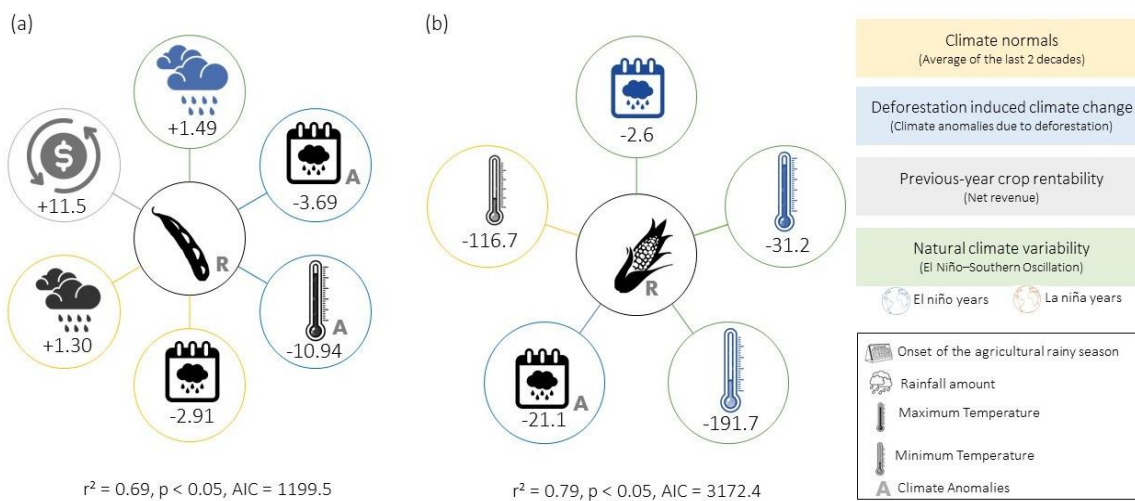 (a)
+1.49
+11.5
A
-3.69
R
+1.30
A
-10.94
-2.91
r² = 0.69, p < 0.05, AIC = 1199.5
(b)
-2.6
-116.7
-31.2
R
A
-21.1
-191.7
r² = 0.79, p < 0.05, AIC = 3172.4
Climate normals
(Average of the last 2 decades)
Deforestation induced climate change
(Climate anomalies due to deforestation)
Previous-year crop rentability
(Net revenue)
Natural climate variability
(El Niño–Southern Oscillation)
El niño years
La niña years
Onset of the agricultural rainy season
Rainfall amount
Maximum Temperature
Minimum Temperature
A Climate Anomalies